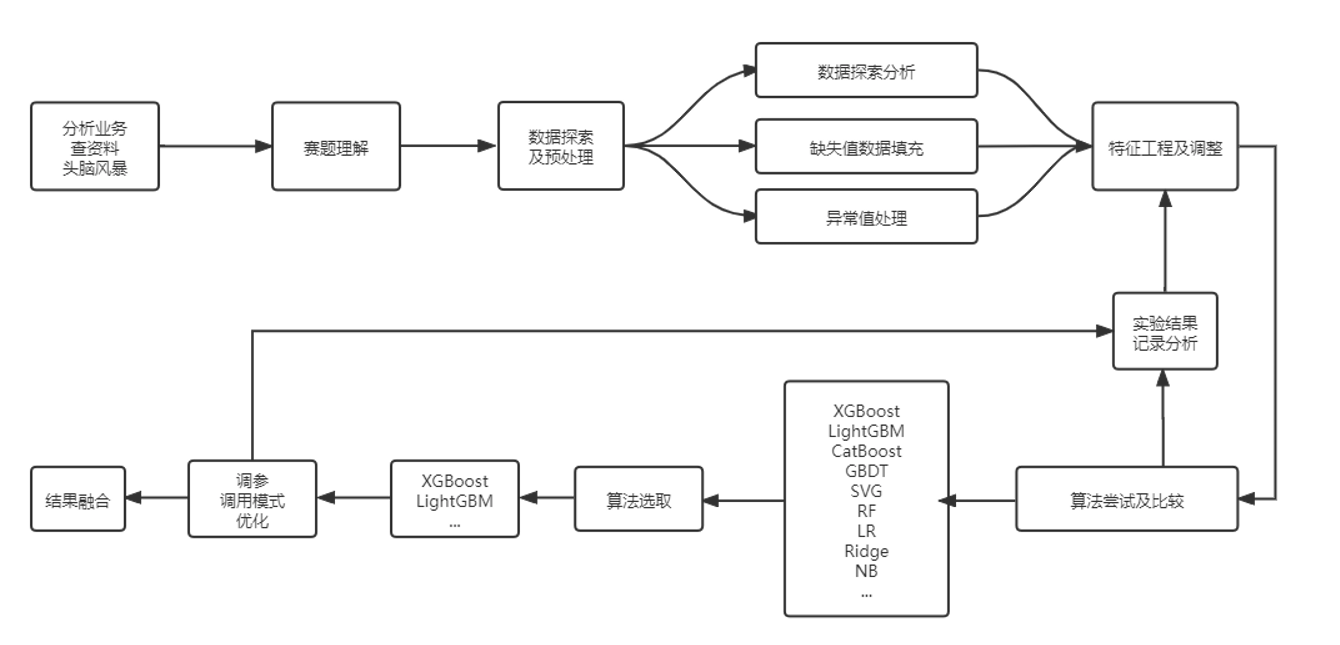 分析业务
查资料
头脑风暴
赛题理解
数据探索
及预处理
数据探索分析
缺失值数据填充
异常值处理
特征工程及调整
实验结果
记录分析
算法尝试及比较
XGBoost
LightGBM
CatBoost
GBDT
SVG
RF
LR
Ridge
NB
...
算法选取
XGBoost
LightGBM
...
调参
调用模式
优化
结果融合